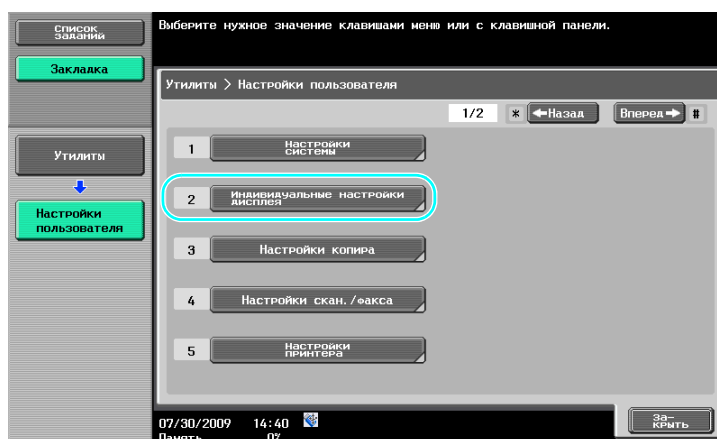 Список
заданий
Выберите нужное значение клавишами меню или с клавишной панели.
Закладка
Утилиты > Настройки пользователя
1/2 * ←Назад Вперед→ #
Утилиты
Настройки
пользователя
1 Настройки
системы
2 Индивидуальные настройки
дисплея
3 Настройки копира
4 Настройки скан./факса
5 Настройки
принтера
07/30/2009 14:40
Память 0%
За-
крыть